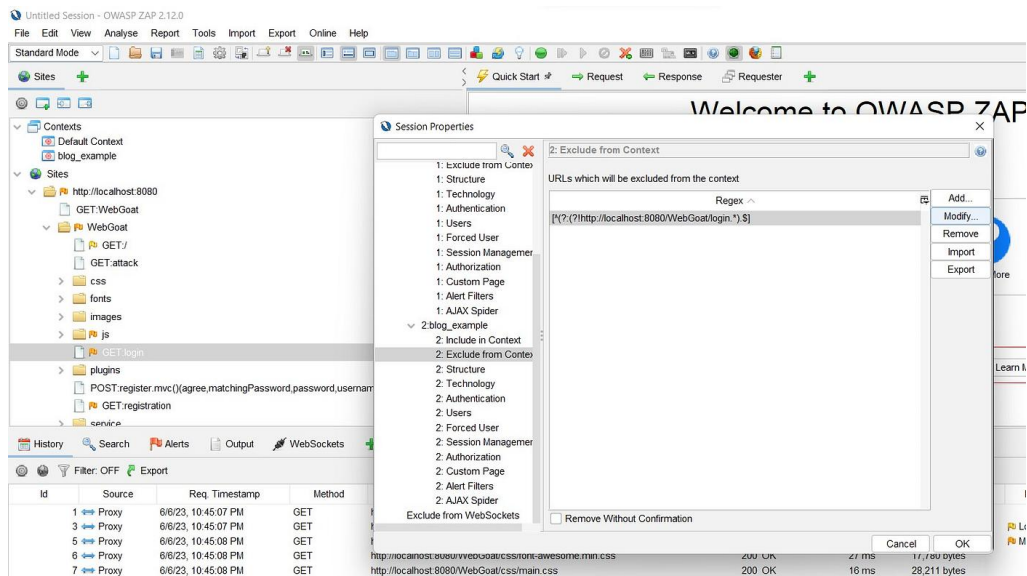 Untitled Session - OWASP ZAP 2.12.0
File Edit View Analyse Report Tools Import Export Online Help
Standard Mode
Sites
Quick Start
Request
Response
Requester
Welcome to OWASP ZAP
Contexts
Default Context
blog_example
Sites
http://localhost:8080
GET:WebGoat
WebGoat
GET:/
GET:attack
css
fonts
images
js
GET:login
plugins
POST:register.mvc()(agree,matchingPassword,password,usernam
GET:registration
service
Session Properties
1: Exclude from Contex
1: Structure
1: Technology
1: Authentication
1: Users
1: Forced User
1: Session Managemer
1: Authorization
1: Custom Page
1: Alert Filters
1: AJAX Spider
2:blog_example
2: Include in Context
2: Exclude from Contex
2: Structure
2: Technology
2: Authentication
2: Users
2: Forced User
2: Session Managemer
2: Authorization
2: Custom Page
2: Alert Filters
2: AJAX Spider
Exclude from WebSockets
2: Exclude from Context
URLs which will be excluded from the context
Regex
[^(?:(?!http://localhost:8080/WebGoat/login.*).$]
Add...
Modify...
Remove
Import
Export
Remove Without Confirmation
Cancel
OK
ore
Learn M
History
Search
Alerts
Output
WebSockets
Filter: OFF
Export
Id Source Req. Timestamp Method
1 Proxy 6/6/23, 10:45:07 PM GET
3 Proxy 6/6/23, 10:45:07 PM GET
5 Proxy 6/6/23, 10:45:08 PM GET
6 Proxy 6/6/23, 10:45:08 PM GET http://localhost:8080/WebGoat/css/font-awesome.min.css 200 OK 27 ms 17,780 bytes
7 Proxy 6/6/23, 10:45:08 PM GET http://localhost:8080/WebGoat/css/main.css 200 OK 16 ms 28,211 bytes